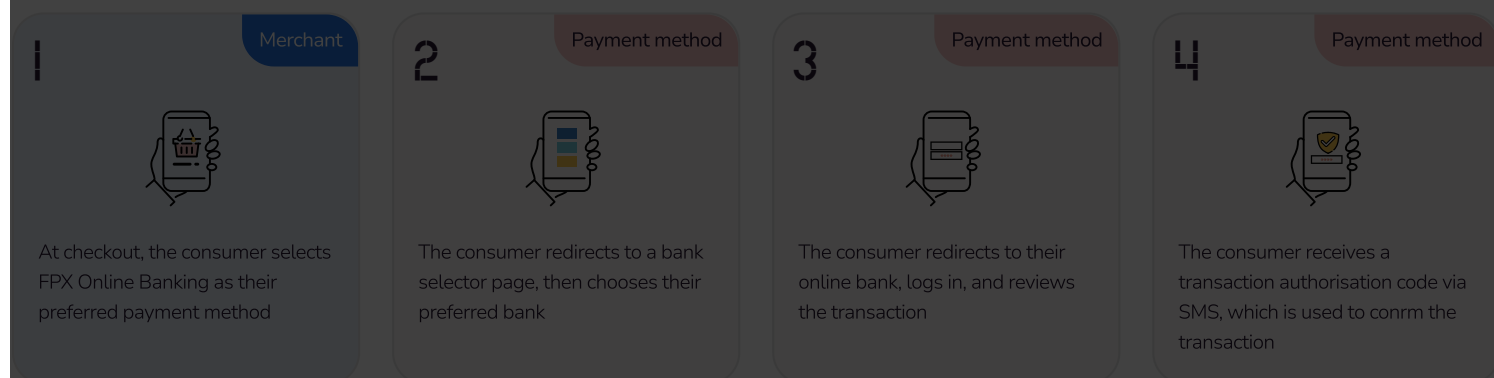 1
Merchant
At checkout, the consumer selects
FPX Online Banking as their
preferred payment method
2
Payment method
The consumer redirects to a bank
selector page, then chooses their
preferred bank
3
Payment method
The consumer redirects to their
online bank, logs in, and reviews
the transaction
4
Payment method
The consumer receives a
transaction authorisation code via
SMS, which is used to conrm the
transaction